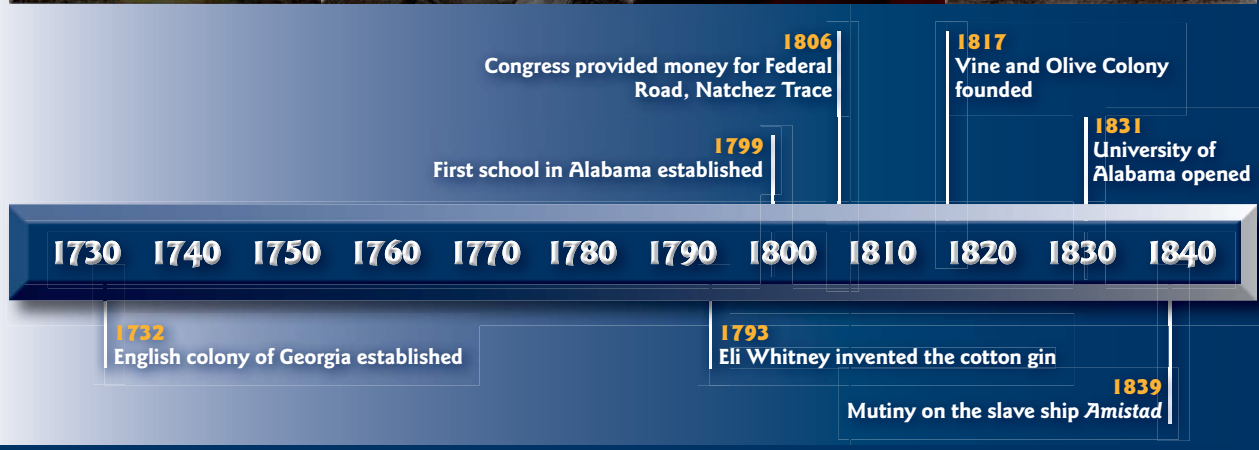 1806
Congress provided money for Federal
Road, Natchez Trace
1817
Vine and Olive Colony
founded
1799
First school in Alabama established
1831
University of
Alabama opened
1730 1740 1750 1760 1770 1780 1790 1800 1810 1820 1830 1840
1732
English colony of Georgia established
1793
Eli Whitney invented the cotton gin
1839
Mutiny on the slave ship Amistad